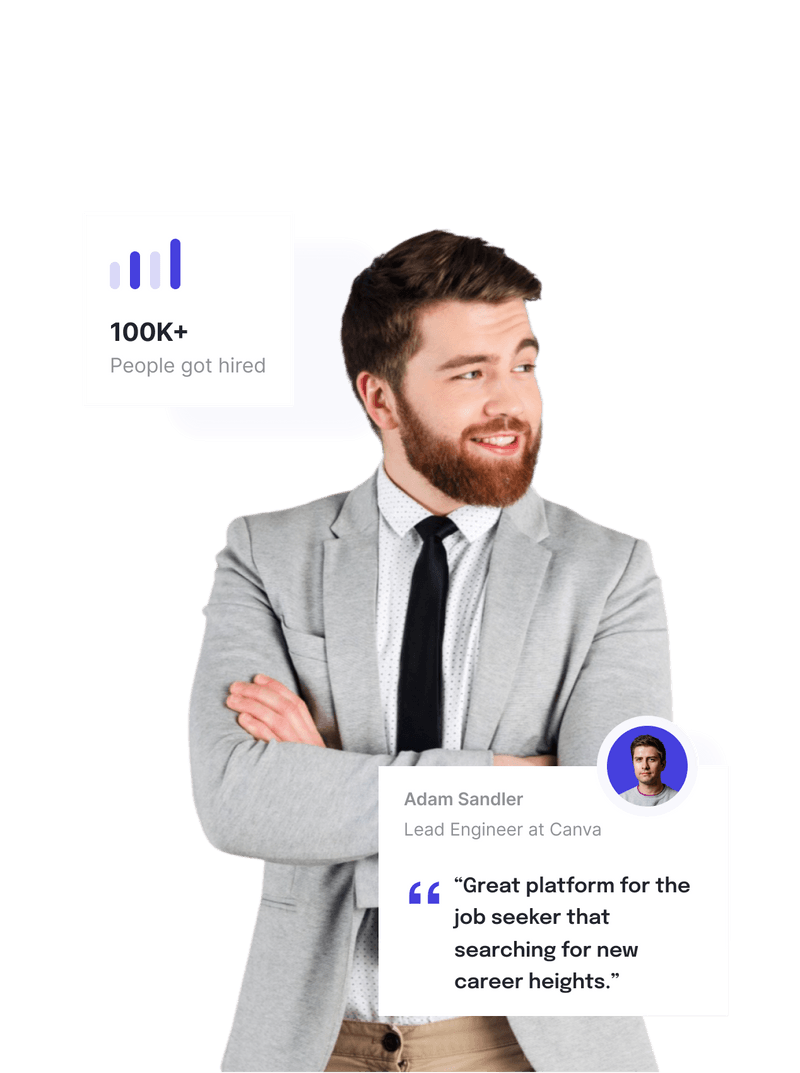 100K+
People got hired
Adam Sandler
Lead Engineer at Canva
“Great platform for the
job seeker that
searching for new
career heights.”